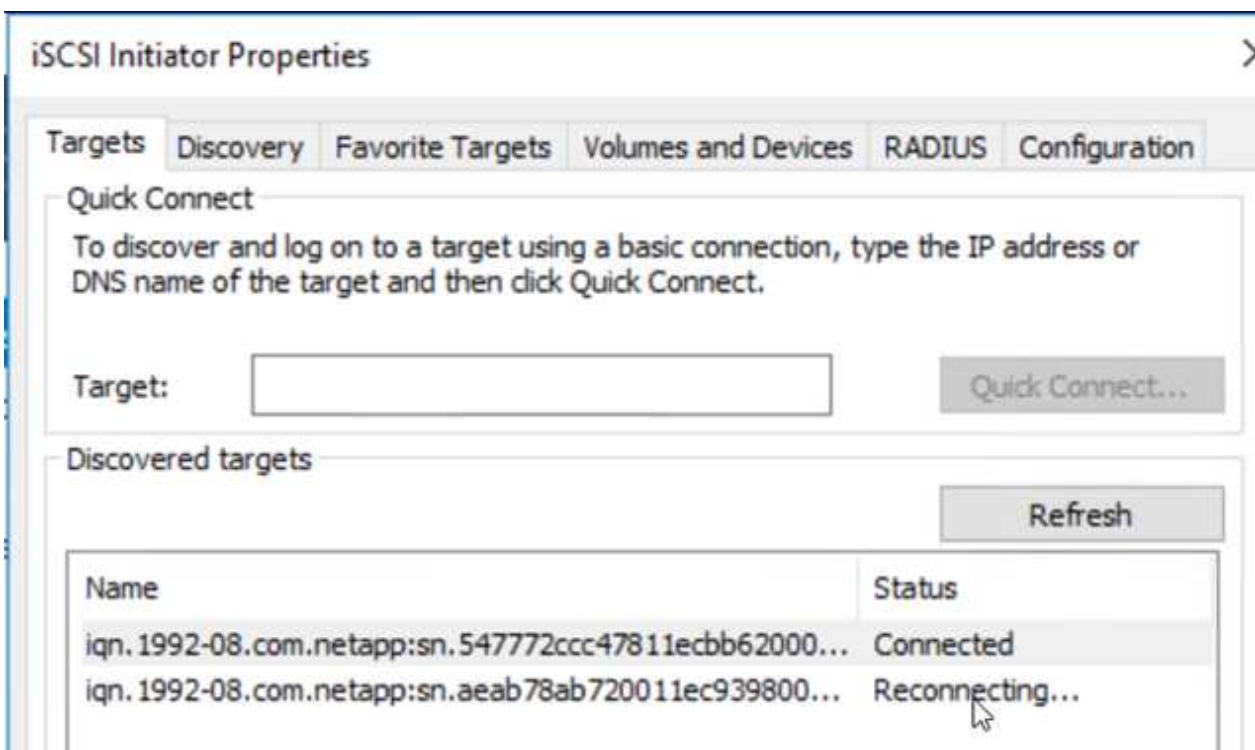 iSCSI Initiator Properties
Targets Discovery Favorite Targets Volumes and Devices RADIUS Configuration
Quick Connect
To discover and log on to a target using a basic connection, type the IP address or
DNS name of the target and then click Quick Connect.
Target: Quick Connect...
Discovered targets
Refresh
Name Status
iqn.1992-08.com.netapp:sn.547772ccc47811ecbb62000... Connected
iqn.1992-08.com.netapp:sn.aeab78ab720011ec939800... Reconnecting...